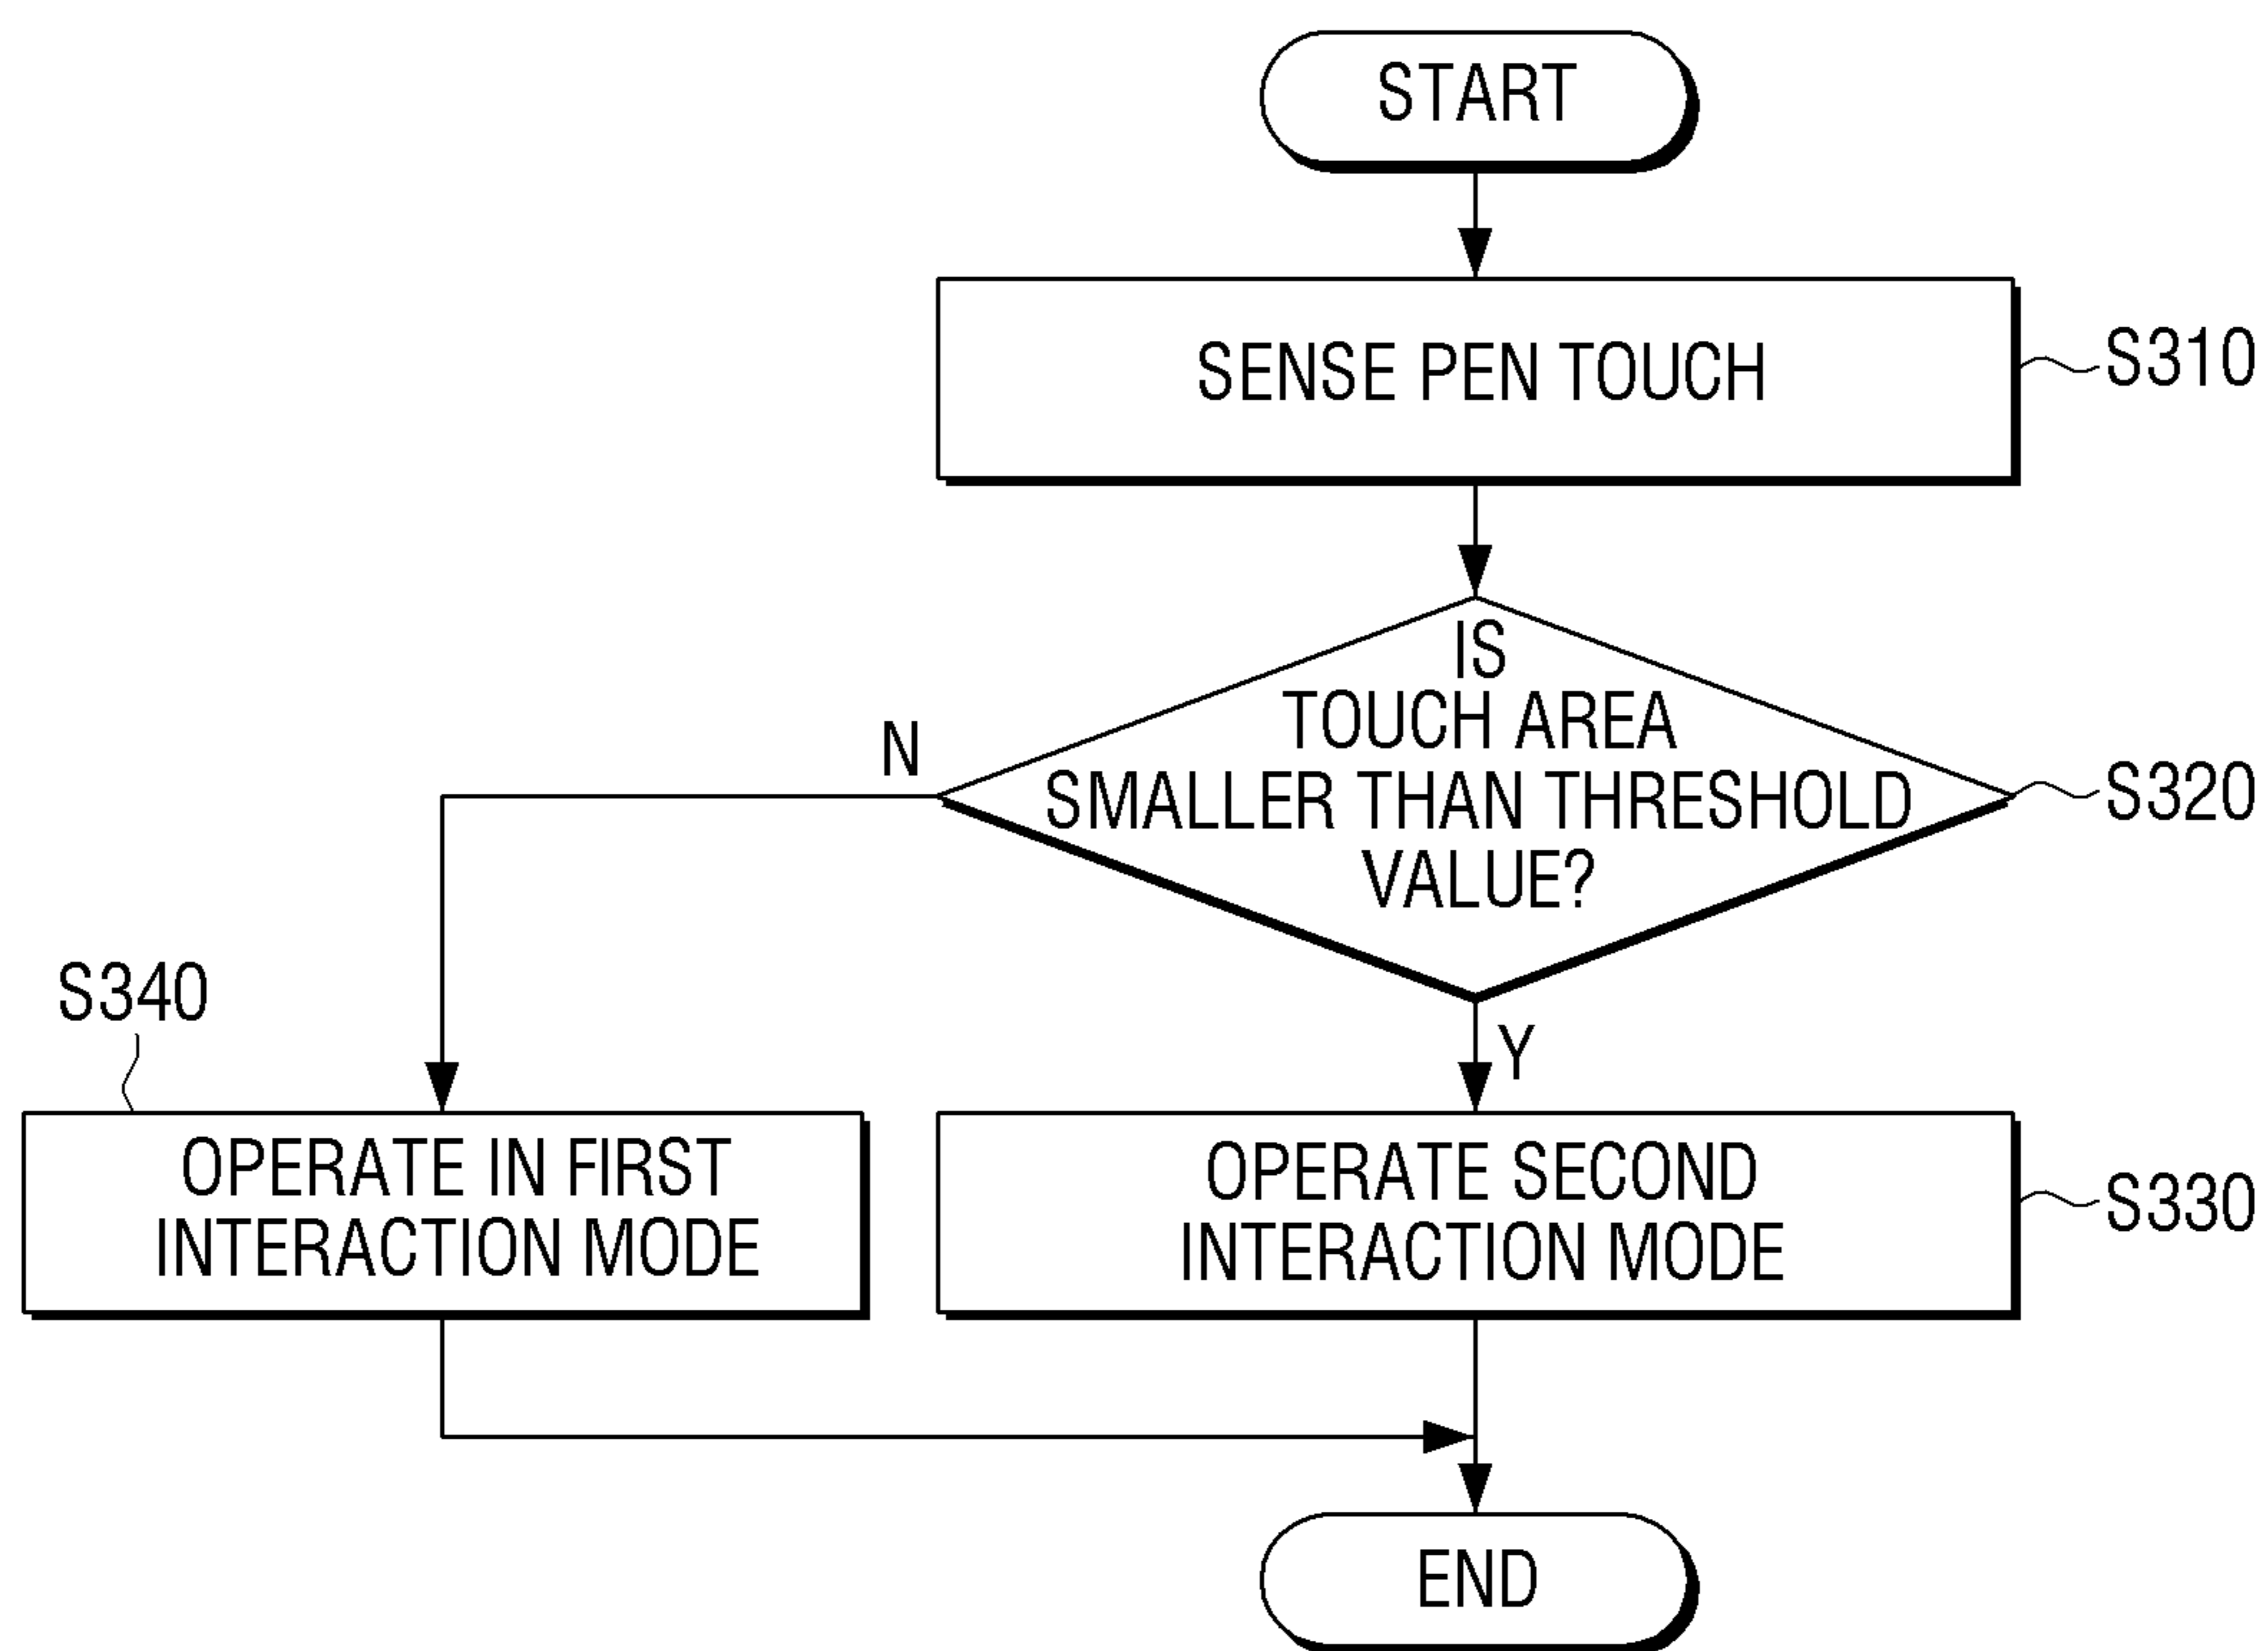 START
SENSE PEN TOUCH
S310
IS
TOUCH AREA
SMALLER THAN THRESHOLD
VALUE?
S320
N
Y
S340
OPERATE IN FIRST
INTERACTION MODE
OPERATE SECOND
INTERACTION MODE
S330
END